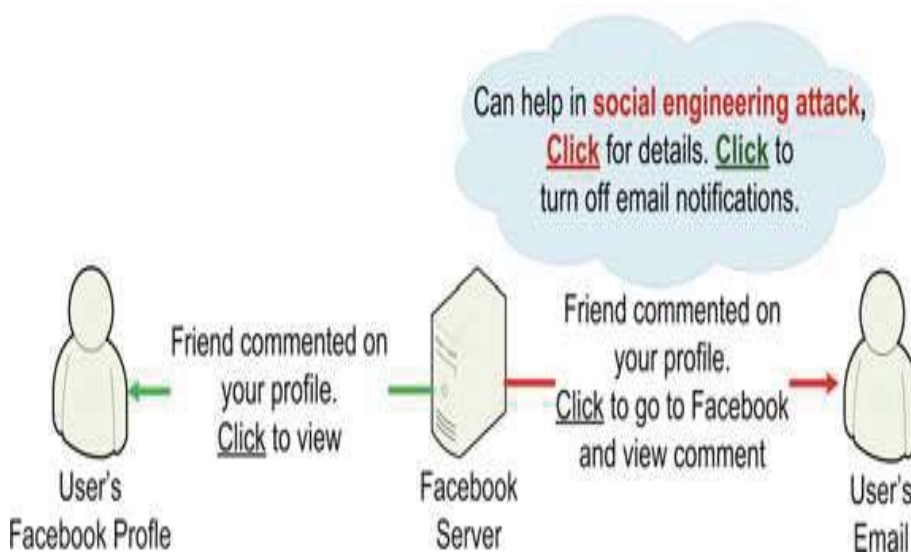 Can help in social engineering attack,
Click for details. Click to
turn off email notifications.
Friend commented on
your profile.
Click to view
Friend commented on
your profile.
Click to go to Facebook
and view comment
User's
Facebook Profle
Facebook
Server
User's
Email